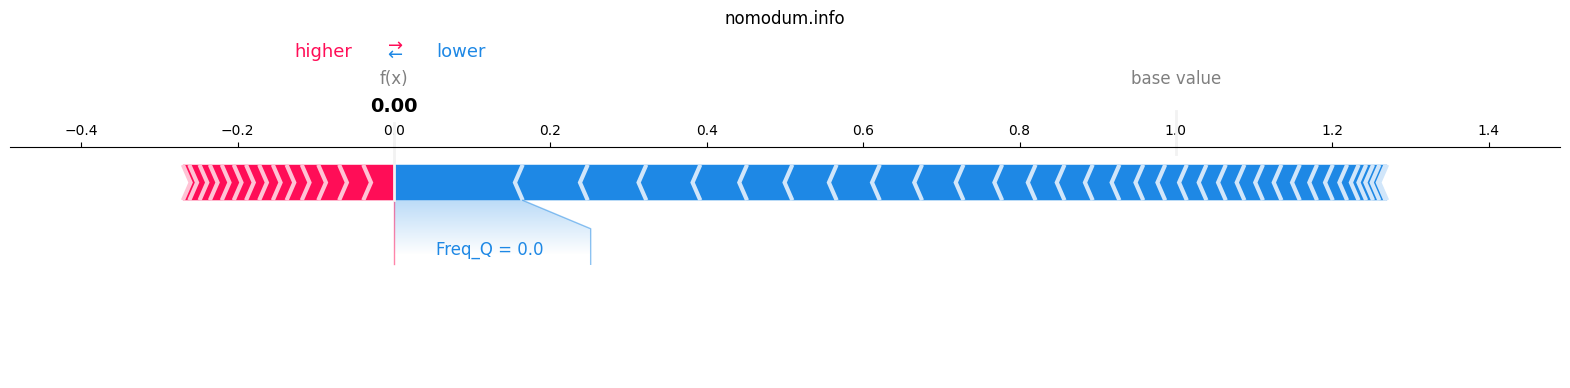 nomodum.info
higher → ← lower
f(x) base value
0.00
−0.4 −0.2 0.0 0.2 0.4 0.6 0.8 1.0 1.2 1.4
Freq_Q = 0.0